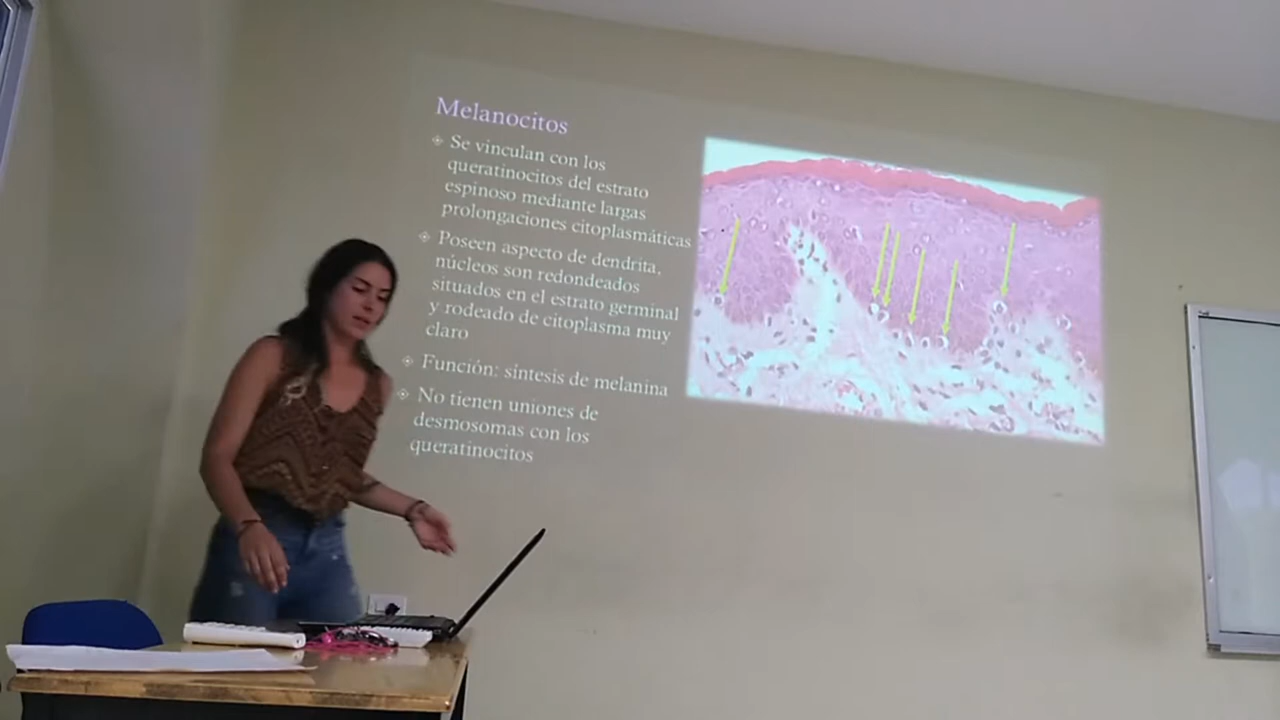 Melanocitos
Se vinculan con los
queratinocitos del estrato
espinoso mediante largas
prolongaciones citoplasmáticas
Poseen aspecto de dendrita,
núcleos son redondeados
situados en el estrato germinal
y rodeado de citoplasma muy
claro
Función: síntesis de melanina
No tienen uniones de
desmosomas con los
queratinocitos